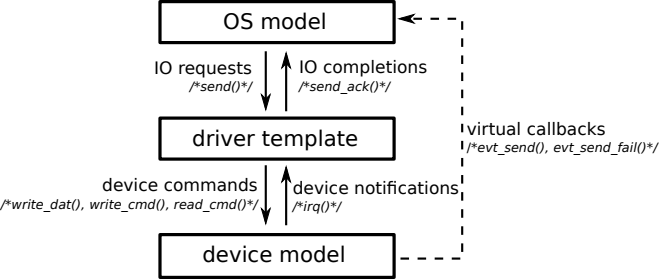 OS model
IO requests
/*send()*/
IO completions
/*send_ack()*/
driver template
virtual callbacks
/*evt_send(), evt_send_fail()*/
device commands
/*write_dat(), write_cmd(), read_cmd()*/
device notifications
/*irq()*/
device model